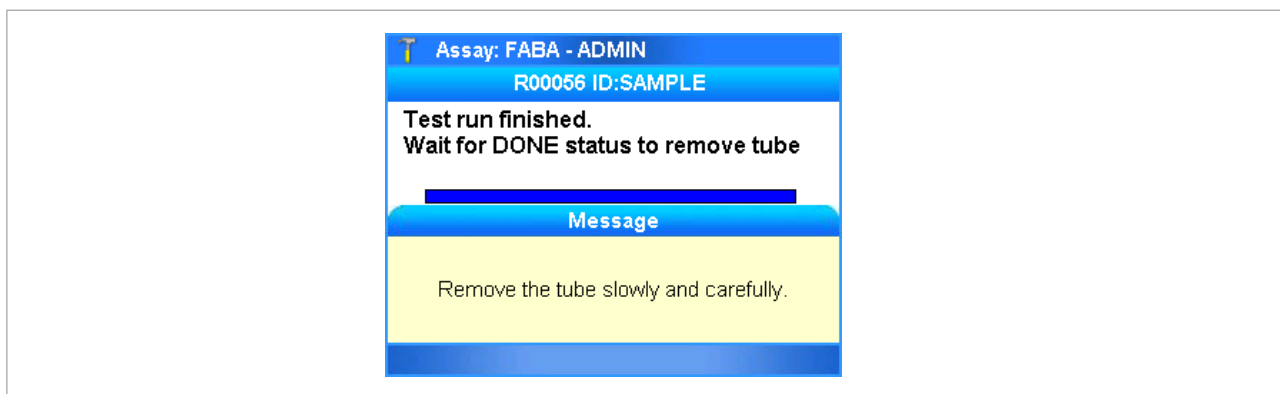 Assay: FABA - ADMIN
R00056 ID:SAMPLE
Test run finished.
Wait for DONE status to remove tube
Message
Remove the tube slowly and carefully.